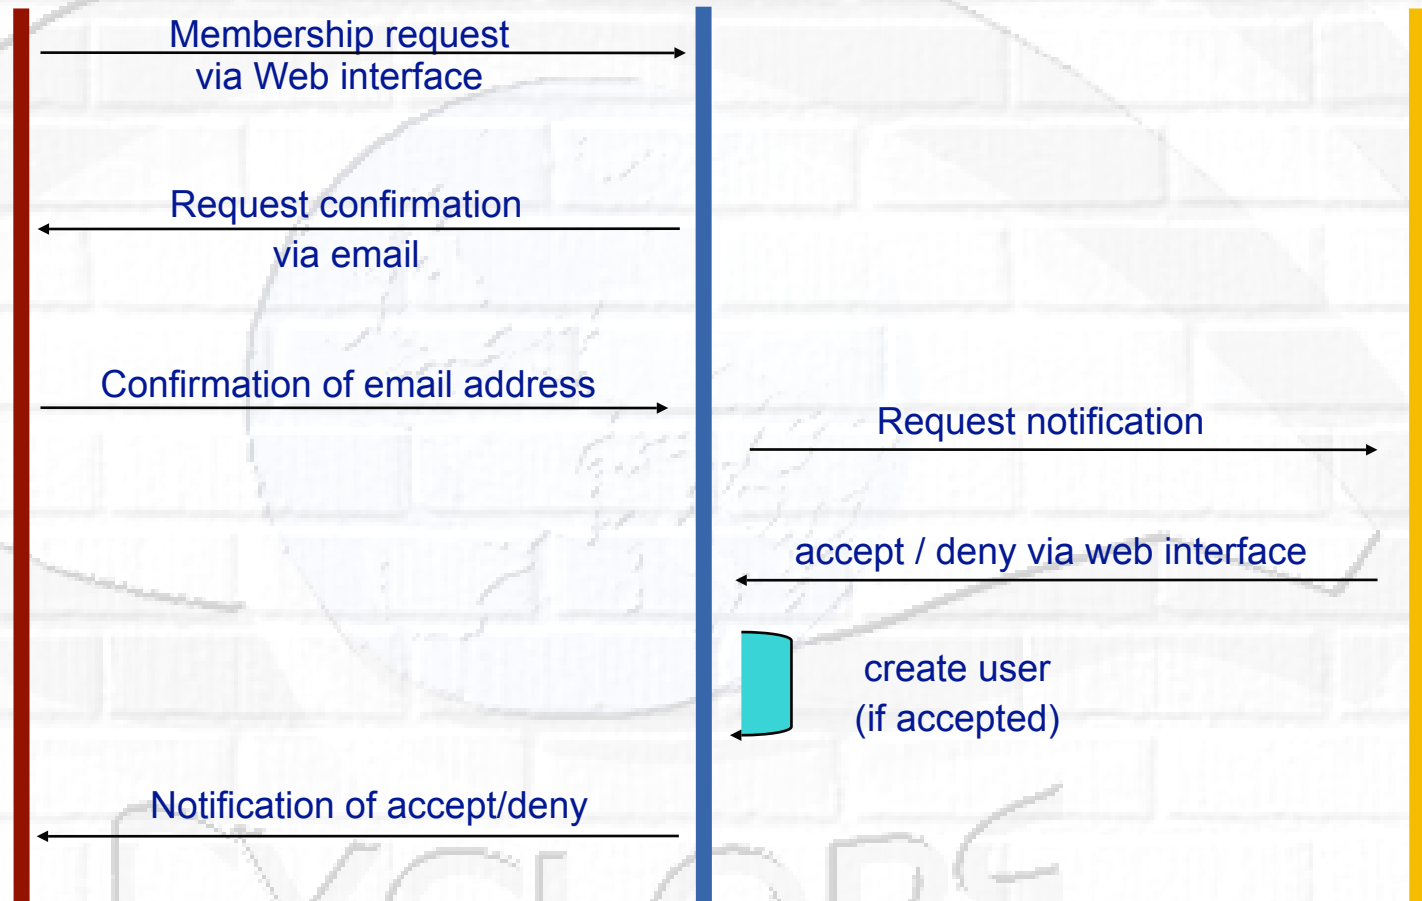 Membership request
via Web interface
Request confirmation
via email
Confirmation of email address
Request notification
accept / deny via web interface
create user
(if accepted)
Notification of accept/deny